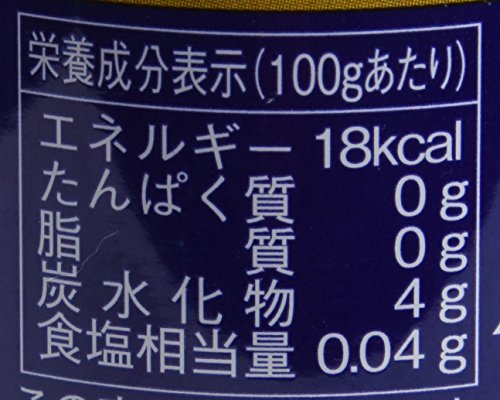 栄養成分表示(100gあたり)
エネルギー 18kcal
たんぱく質 0g
脂質 0g
炭水化物 4g
食塩相当量 0.04g